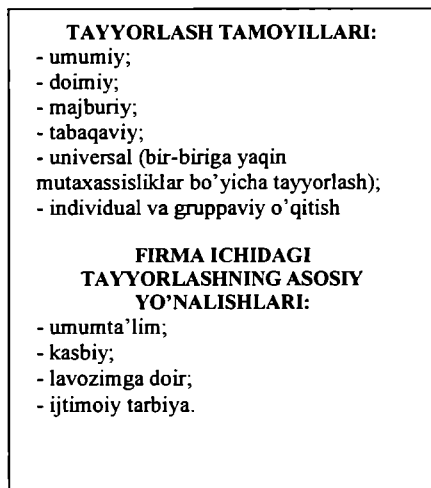 TAYYORLASH TAMOYILLARI:
- umumiy;
- doimiy;
- majburiy;
- tabaqaviy;
- universal (bir-biriga yaqin
mutaxassisliklar bo’yicha tayyorlash);
- individual va gruppaviy o’qitish
FIRMA ICHIDAGI
TAYYORLASHNING ASOSIY
YO’NALISHLARI:
- umumta’lim;
- kasbiy;
- lavozimga doir;
- ijtimoiy tarbiya.